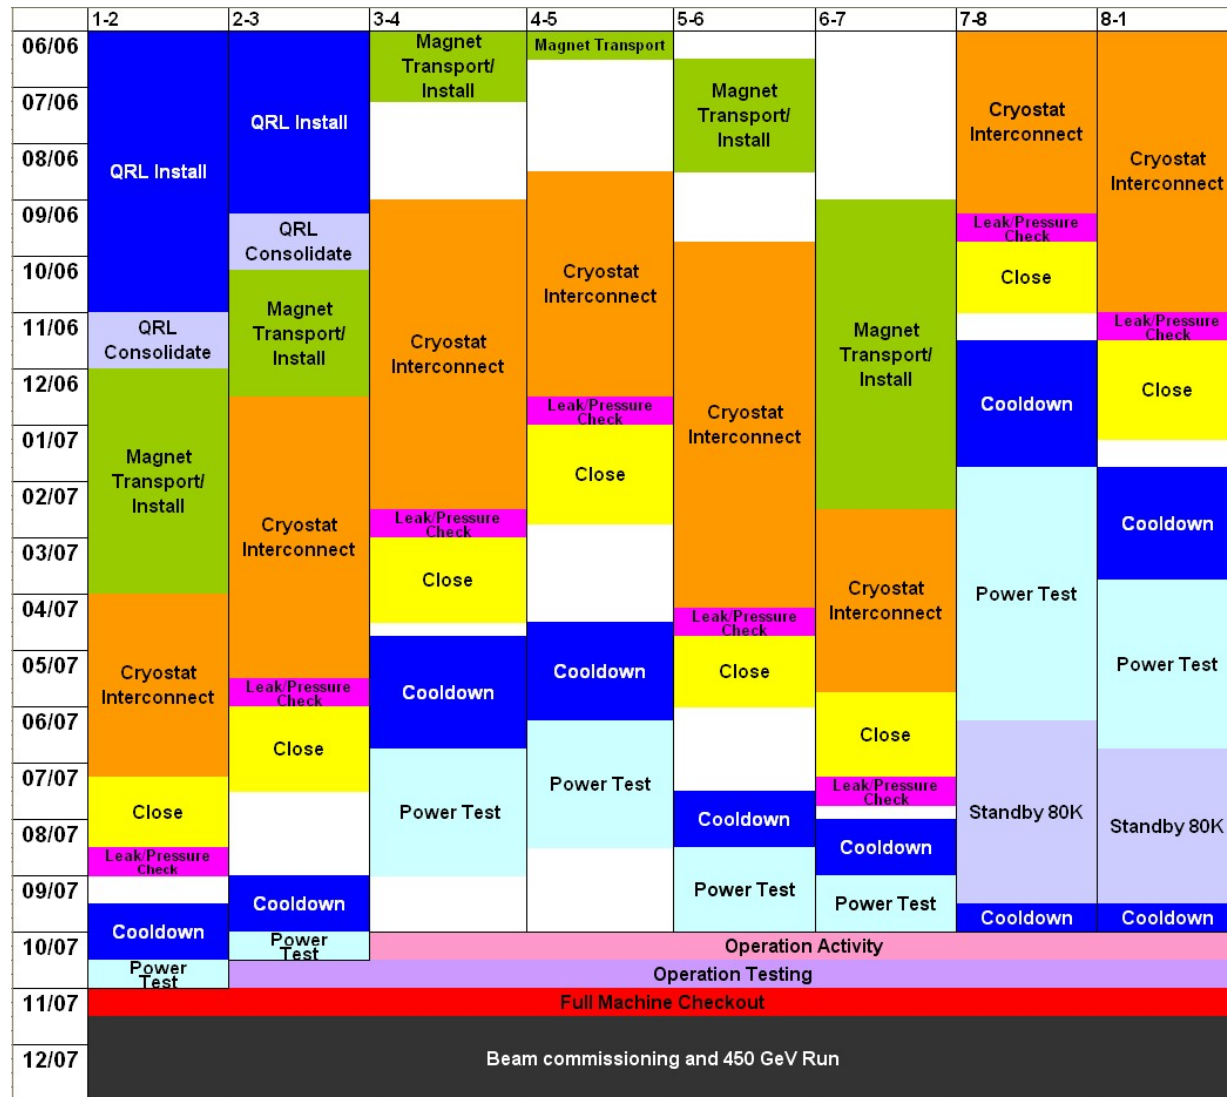 1-2 2-3 3-4 4-5 5-6 6-7 7-8 8-1
06/06
07/06
08/06
09/06
10/06
11/06
12/06
01/07
02/07
03/07
04/07
05/07
06/07
07/07
08/07
09/07
10/07
11/07
12/07
QRL Install
QRL
Consolidate
Magnet
Transport/
Install
Cryostat
Interconnect
Close
Leak/Pressure
Check
Cooldown
Power
Test
QRL Install
QRL
Consolidate
Magnet
Transport/
Install
Cryostat
Interconnect
Leak/Pressure
Check
Close
Cooldown
Power
Test
Magnet
Transport/
Install
Cryostat
Interconnect
Leak/Pressure
Check
Close
Cooldown
Power Test
Magnet Transport
Cryostat
Interconnect
Leak/Pressure
Check
Close
Cooldown
Power Test
Magnet
Transport/
Install
Cryostat
Interconnect
Leak/Pressure
Check
Close
Cooldown
Power Test
Magnet
Transport/
Install
Cryostat
Interconnect
Close
Leak/Pressure
Check
Cooldown
Power Test
Cryostat
Interconnect
Leak/Pressure
Check
Close
Cooldown
Power Test
Standby 80K
Cooldown
Cryostat
Interconnect
Leak/Pressure
Check
Close
Cooldown
Power Test
Standby 80K
Cooldown
Operation Activity
Operation Testing
Full Machine Checkout
Beam commissioning and 450 GeV Run